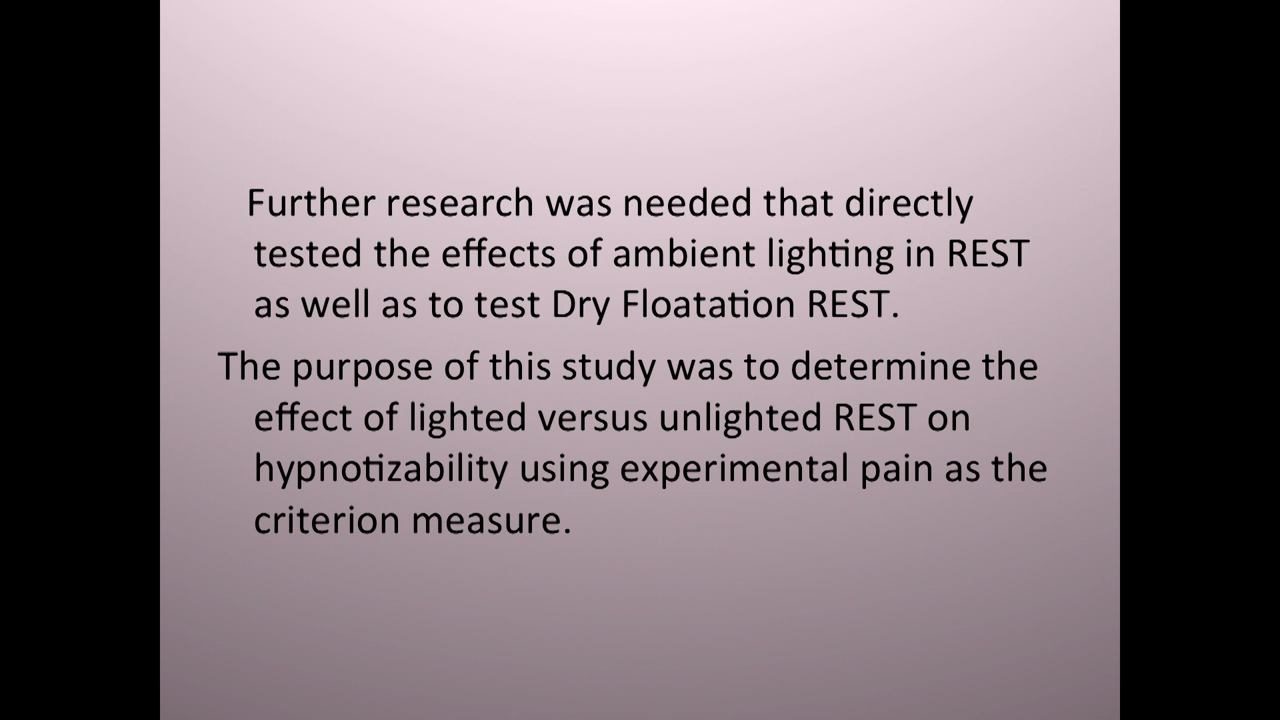 Further research was needed that directly
tested the effects of ambient lighting in REST
as well as to test Dry Floatation REST.
The purpose of this study was to determine the
effect of lighted versus unlighted REST on
hypnotizability using experimental pain as the
criterion measure.